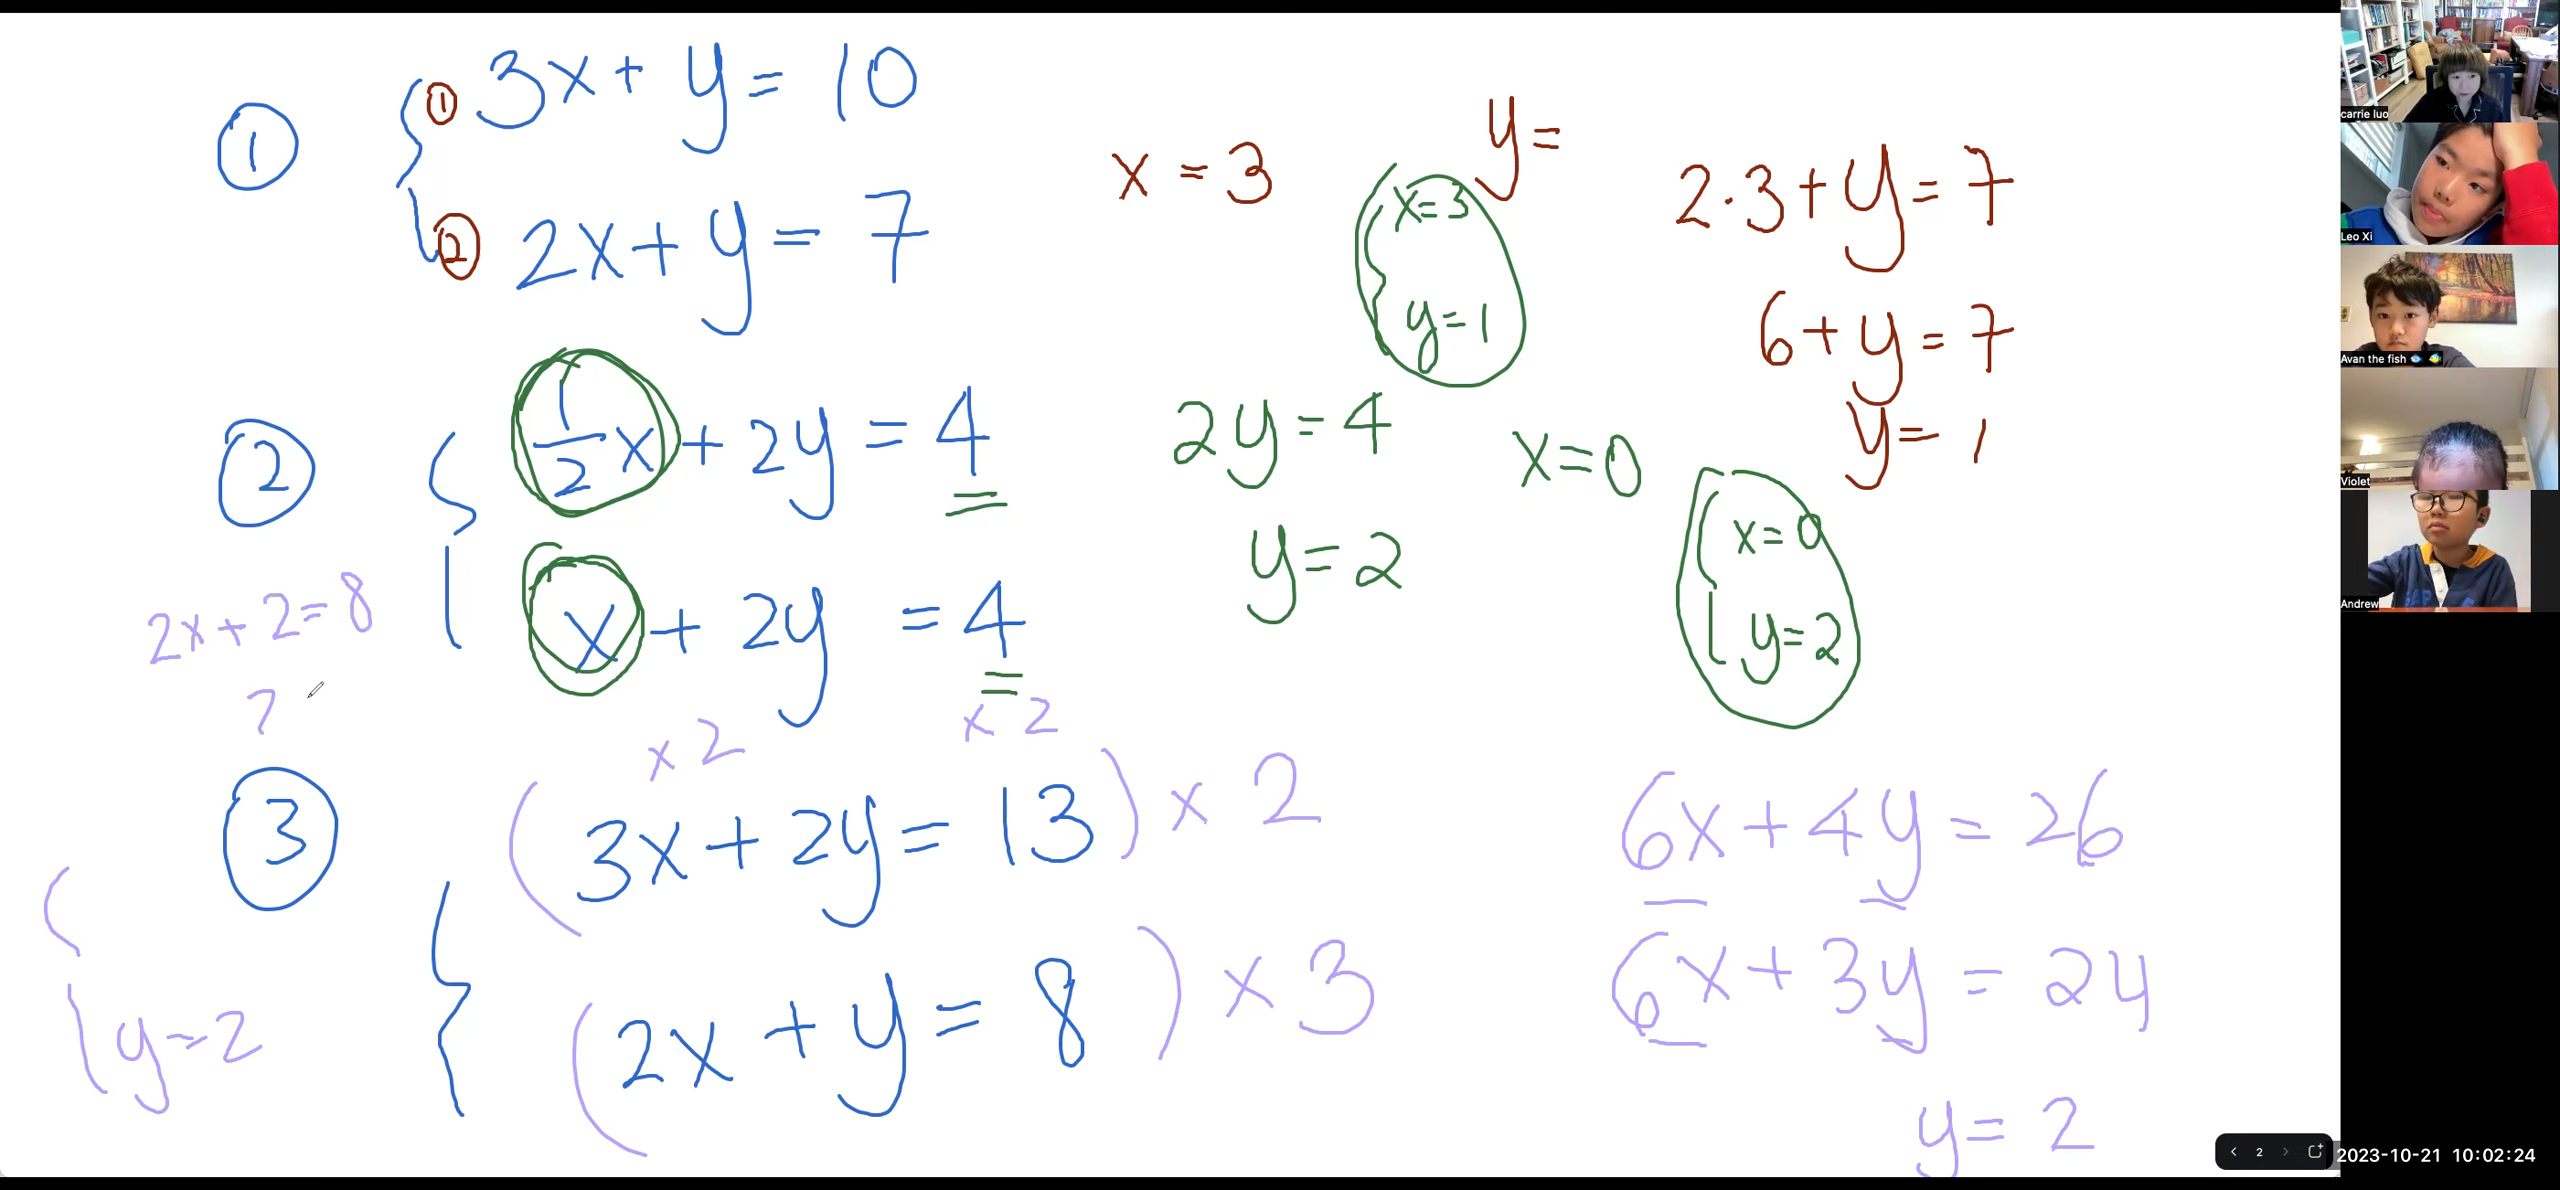 ① { ① 3x + y = 10
② 2x + y = 7
x = 3
y =
x = 3
y = 1
2·3 + y = 7
6 + y = 7
y = 1
② { 1/2 x + 2y = 4
x + 2y = 4
2y = 4
y = 2
x = 0
x = 0
y = 2
2x + 2 = 8
③ { ( 3x + 2y = 13 ) x 2
x 2
x 2
( 2x + y = 8 ) x 3
{ y = 2
6x + 4y = 26
6x + 3y = 24
y = 2
carrie luo
Leo Xi
Avan the fish 🐟 🐠
Violet
Andrew
2
2023-10-21 10:02:24